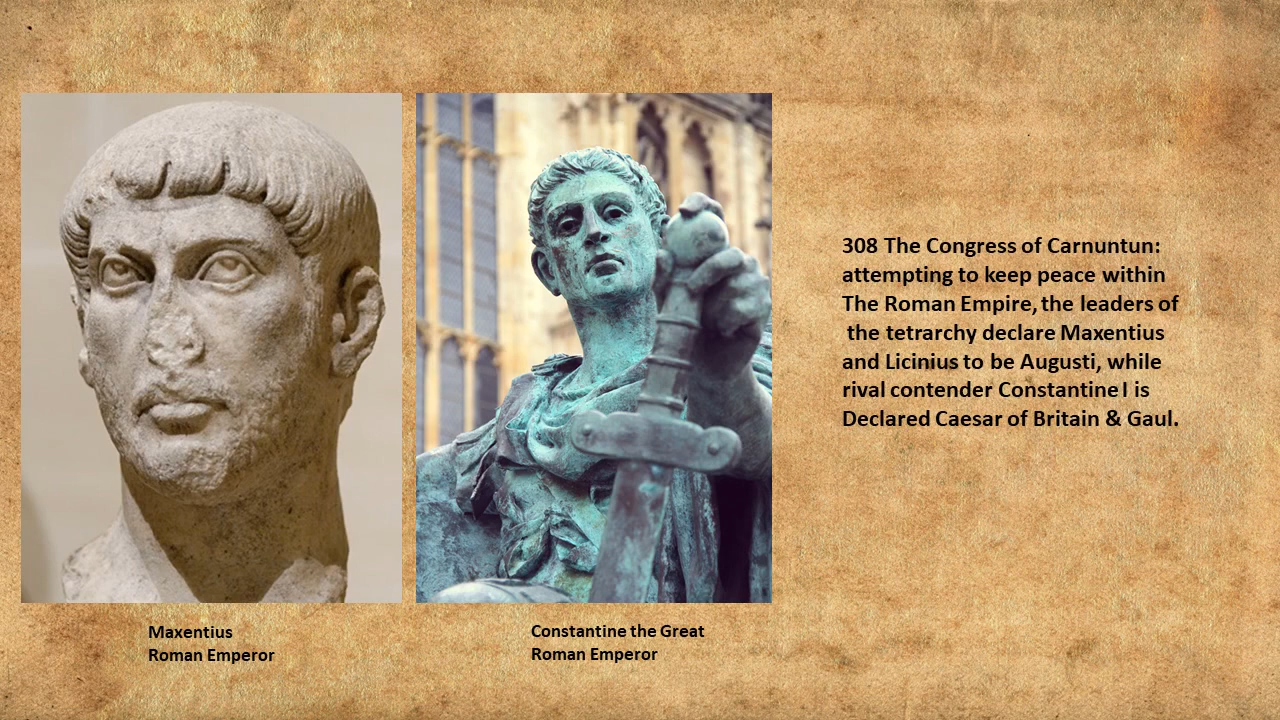 308 The Congress of Carnuntun:
attempting to keep peace within
The Roman Empire, the leaders of
the tetrarchy declare Maxentius
and Licinius to be Augusti, while
rival contender Constantine I is
Declared Caesar of Britain & Gaul.
Maxentius
Roman Emperor
Constantine the Great
Roman Emperor